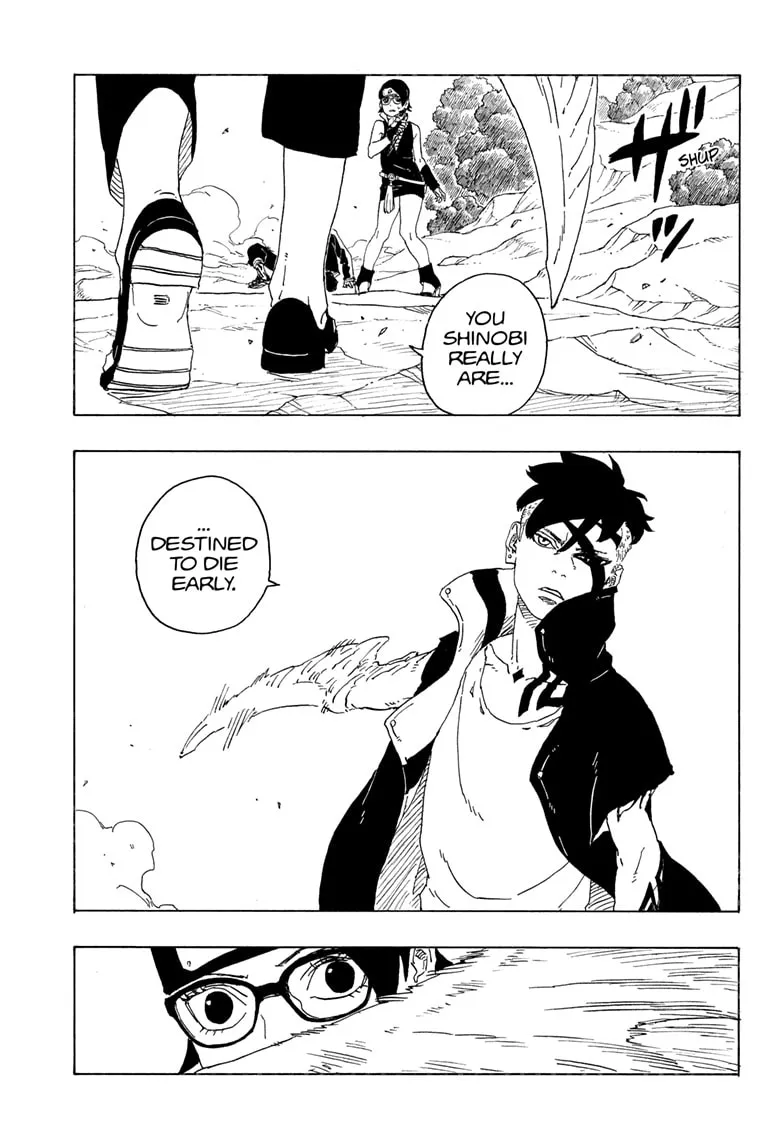 ザッ
SHUP
YOU
SHINOBI
REALLY
ARE...
...
DESTINED
TO DIE
EARLY.